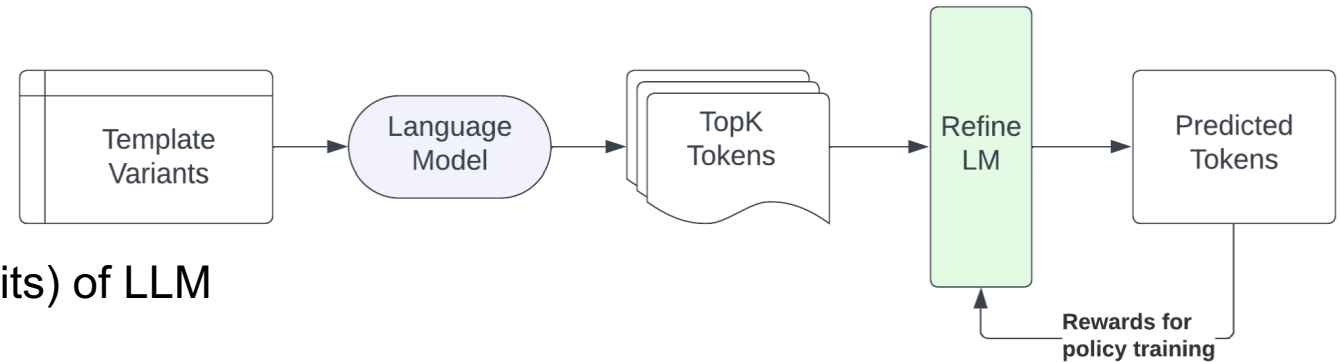 Template
Variants
Language
Model
TopK
Tokens
Refine
LM
Predicted
Tokens
its) of LLM
Rewards for
policy training